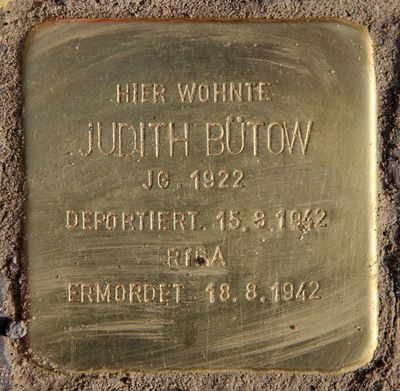 HIER WOHNTE
JUDITH BÜTOW
JG. 1922
DEPORTIERT 15.8.1942
RIGA
ERMORDET 18.8.1942